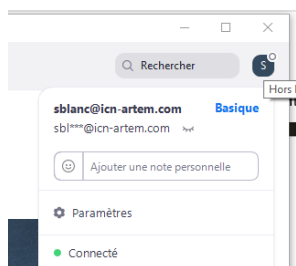 Rechercher
S
Hors
sblanc@icn-artem.com Basique
sbl***@icn-artem.com
Ajouter une note personnelle
Paramètres
Connecté